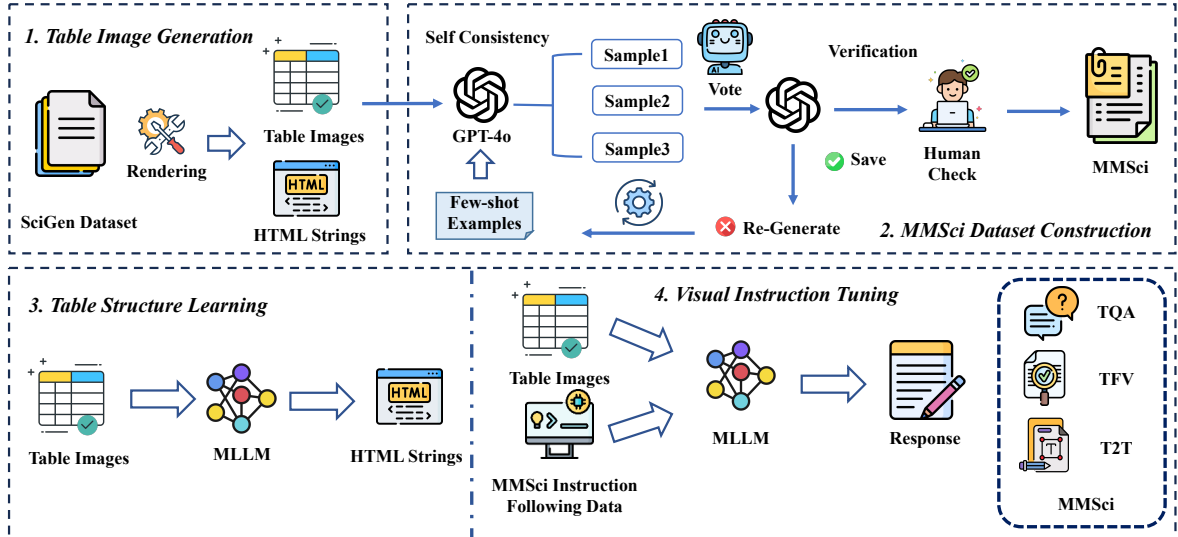 1. Table Image Generation
SciGen Dataset
Rendering
Table Images
HTML
HTML Strings
Self Consistency
GPT-4o
Few-shot
Examples
Sample1
Sample2
Sample3
AI
Vote
Verification
Save
Re-Generate
Human
Check
MMSci
2. MMSci Dataset Construction
3. Table Structure Learning
Table Images
MLLM
HTML
HTML Strings
4. Visual Instruction Tuning
Table Images
MMSci Instruction
Following Data
MLLM
Response
TQA
TFV
T
T2T
MMSci